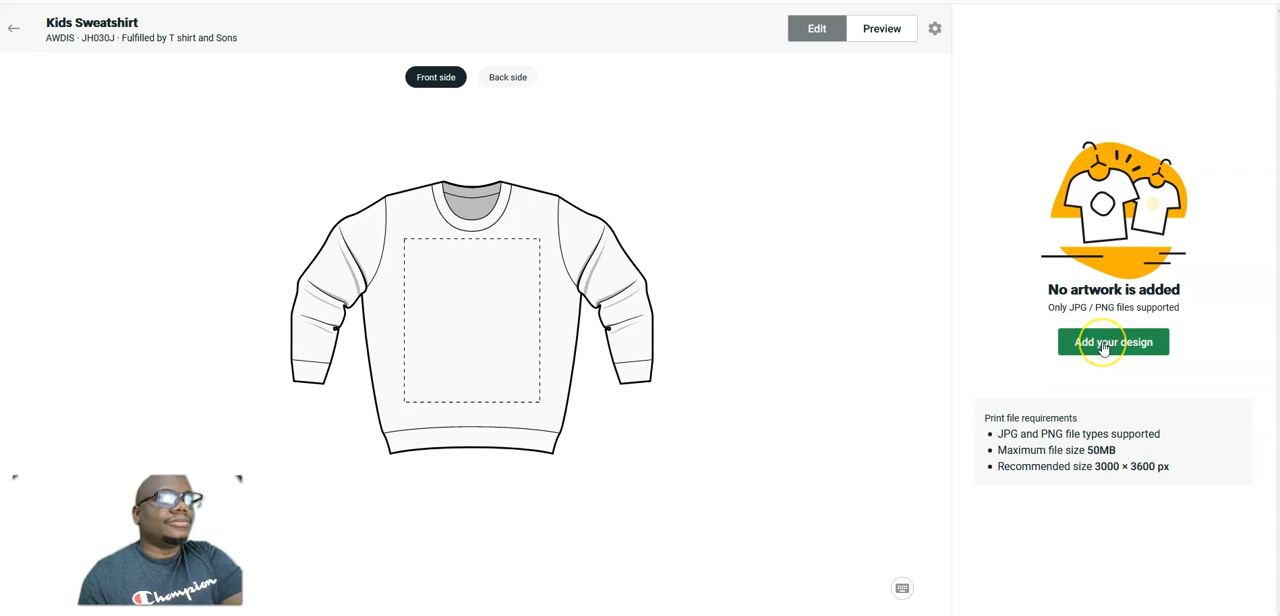 Kids Sweatshirt
AWDIS · JH030J · Fulfilled by T shirt and Sons
Edit
Preview
Front side
Back side
No artwork is added
Only JPG / PNG files supported
Add your design
Print file requirements
• JPG and PNG file types supported
• Maximum file size 50MB
• Recommended size 3000 × 3600 px
Champion